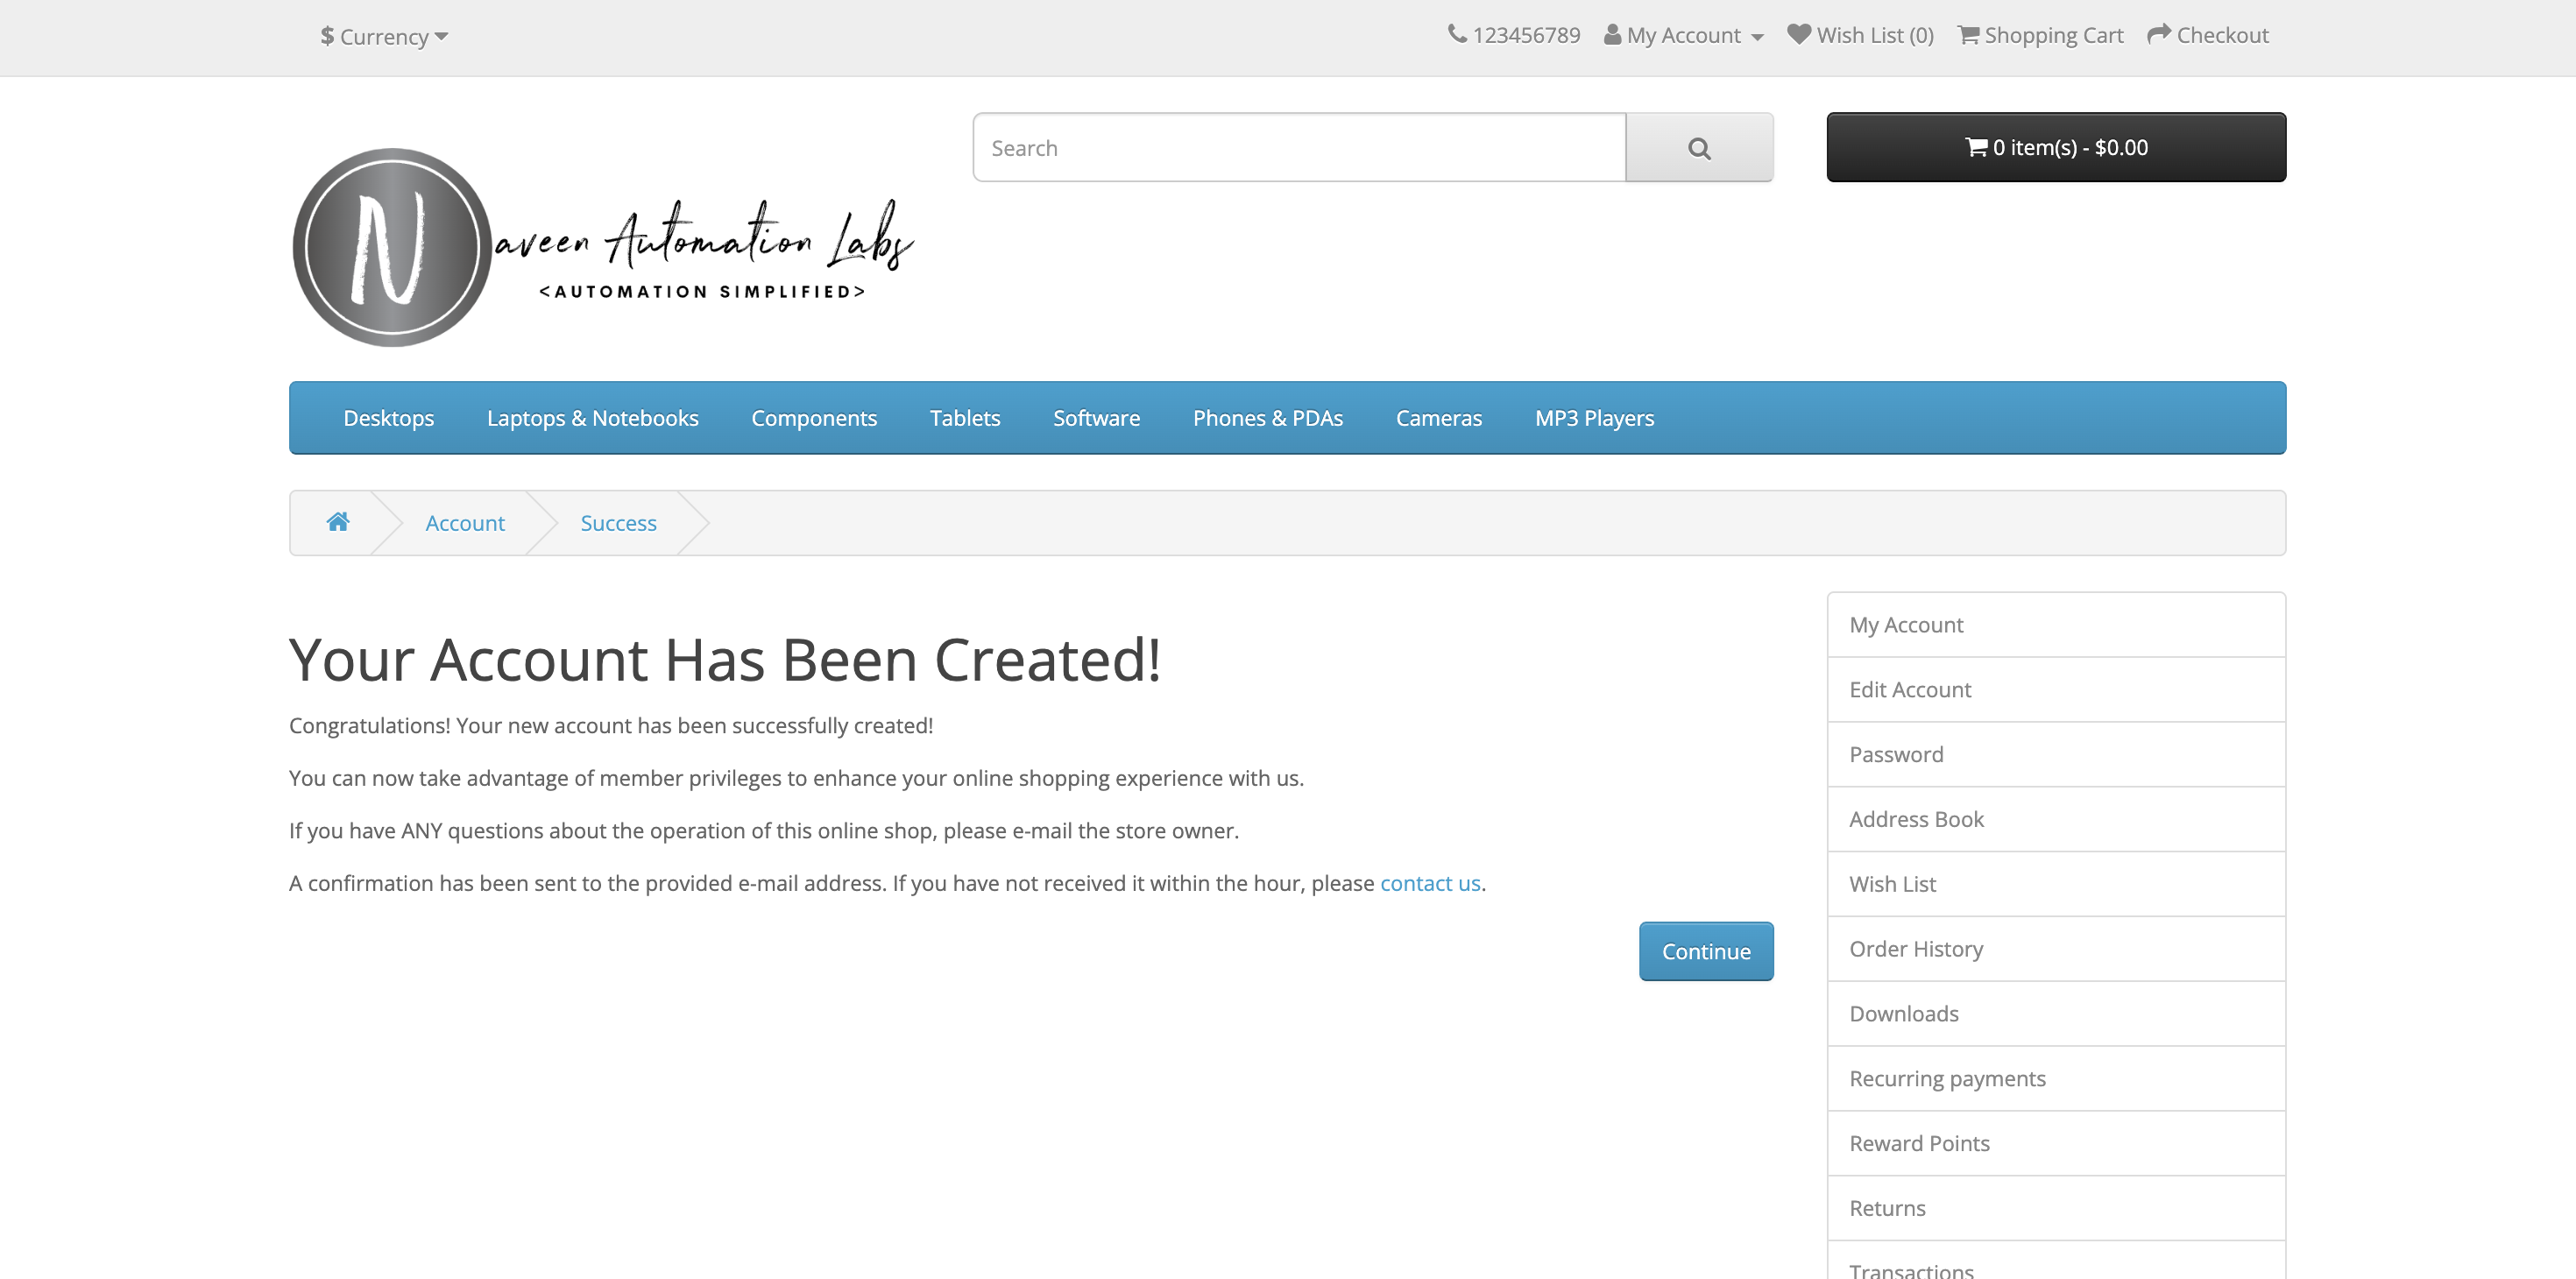 $ Currency
123456789 My Account Wish List (0) Shopping Cart Checkout
Search
0 item(s) - $0.00
Naveen Automation Labs
<AUTOMATION SIMPLIFIED>
Desktops Laptops & Notebooks Components Tablets Software Phones & PDAs Cameras MP3 Players
Account Success
Your Account Has Been Created!
Congratulations! Your new account has been successfully created!
You can now take advantage of member privileges to enhance your online shopping experience with us.
If you have ANY questions about the operation of this online shop, please e-mail the store owner.
A confirmation has been sent to the provided e-mail address. If you have not received it within the hour, please contact us.
Continue
My Account
Edit Account
Password
Address Book
Wish List
Order History
Downloads
Recurring payments
Reward Points
Returns
Transactions